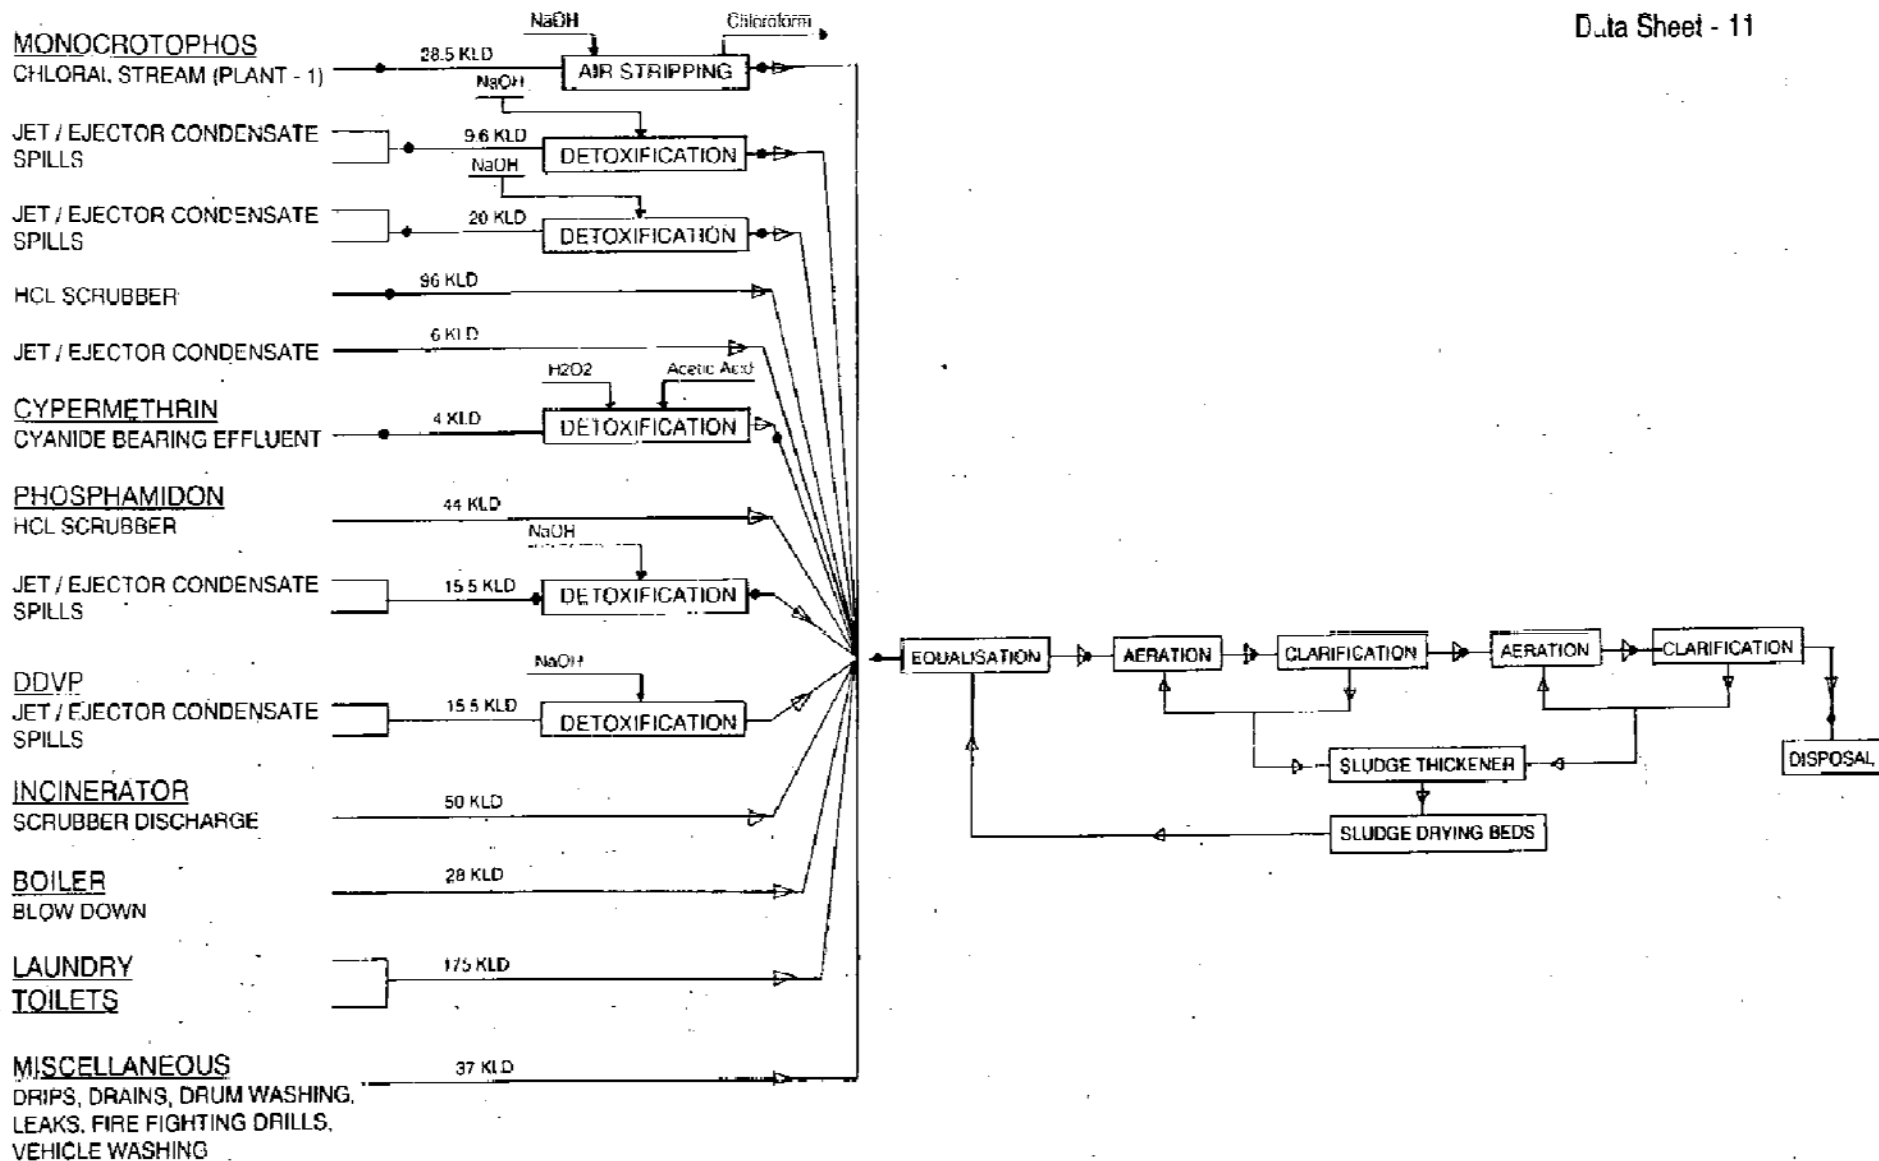 Data Sheet - 11
NaOH
Chloroform
MONOCROTOPHOS
CHLORAL STREAM (PLANT - 1)
28.5 KLD
AIR STRIPPING
NaOH
JET / EJECTOR CONDENSATE
SPILLS
9.6 KLD
DETOXIFICATION
NaOH
JET / EJECTOR CONDENSATE
SPILLS
20 KLD
DETOXIFICATION
HCL SCRUBBER
96 KLD
JET / EJECTOR CONDENSATE
6 KLD
H2O2
Acetic Acid
CYPERMETHRIN
CYANIDE BEARING EFFLUENT
4 KLD
DETOXIFICATION
PHOSPHAMIDON
HCL SCRUBBER
44 KLD
NaOH
JET / EJECTOR CONDENSATE
SPILLS
15.5 KLD
DETOXIFICATION
NaOH
DDVP
JET / EJECTOR CONDENSATE
SPILLS
15.5 KLD
DETOXIFICATION
INCINERATOR
SCRUBBER DISCHARGE
50 KLD
BOILER
BLOW DOWN
28 KLD
LAUNDRY
TOILETS
175 KLD
MISCELLANEOUS
DRIPS, DRAINS, DRUM WASHING,
LEAKS, FIRE FIGHTING DRILLS,
VEHICLE WASHING
37 KLD
EQUALISATION
AERATION
CLARIFICATION
AERATION
CLARIFICATION
DISPOSAL
SLUDGE THICKENER
SLUDGE DRYING BEDS